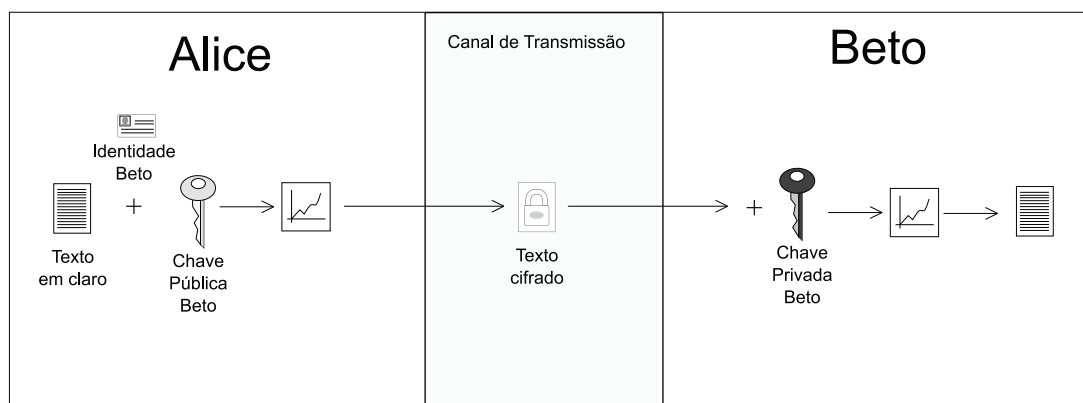 Alice
Canal de Transmissão
Beto
Identidade
Beto
+
Texto
em claro
Chave
Pública
Beto
Texto
cifrado
+
Chave
Privada
Beto